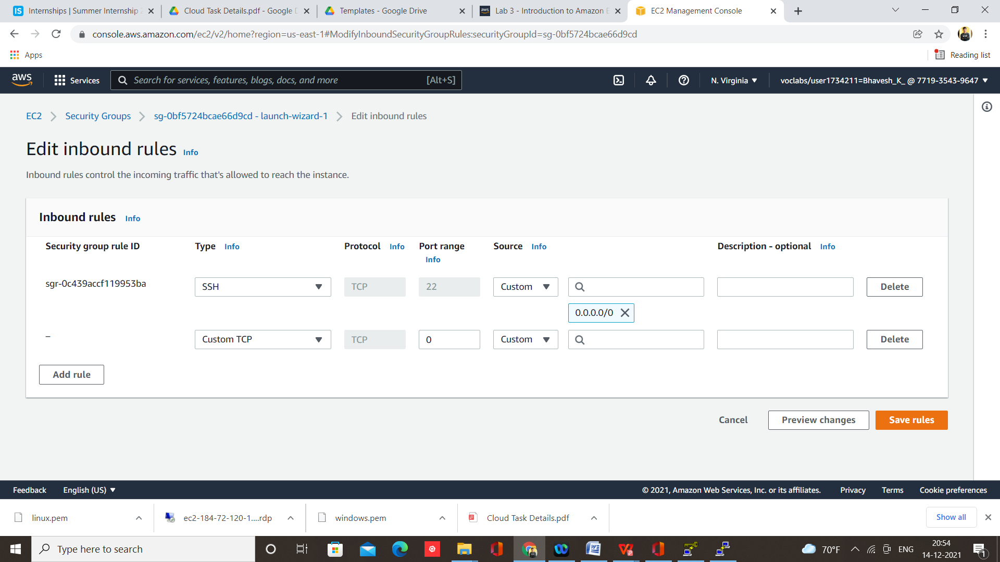 IS Internships | Summer Internship
Cloud Task Details.pdf - Google D
Templates - Google Drive
aws Lab 3 - Introduction to Amazon E
EC2 Management Console
console.aws.amazon.com/ec2/v2/home?region=us-east-1#ModifyInboundSecurityGroupRules:securityGroupId=sg-0bf5724bcae66d9cd
Apps
Reading list
aws
Services
Search for services, features, blogs, docs, and more [Alt+S]
N. Virginia
voclabs/user1734211=Bhavesh_K_ @ 7719-3543-9647
EC2
Security Groups
sg-0bf5724bcae66d9cd - launch-wizard-1
Edit inbound rules
Edit inbound rules Info
Inbound rules control the incoming traffic that's allowed to reach the instance.
Inbound rules Info
Security group rule ID
Type Info
Protocol Info
Port range
Info
Source Info
Description - optional Info
sgr-0c439accf119953ba
SSH
TCP
22
Custom
Delete
0.0.0.0/0
–
Custom TCP
TCP
0
Custom
Delete
Add rule
Cancel
Preview changes
Save rules
Feedback
English (US)
© 2021, Amazon Web Services, Inc. or its affiliates.
Privacy
Terms
Cookie preferences
linux.pem
ec2-184-72-120-1....rdp
windows.pem
Cloud Task Details.pdf
Show all
Type here to search
70°F
ENG
20:54
14-12-2021
1